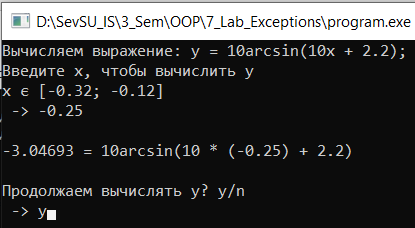 D:\SevSU_IS\3_Sem\OOP\7_Lab_Exceptions\program.exe
Вычисляем выражение: y = 10arcsin(10x + 2.2);
Введите x, чтобы вычислить y
x є [-0.32; -0.12]
-> -0.25
-3.04693 = 10arcsin(10 * (-0.25) + 2.2)
Продолжаем вычислять y? y/n
-> y